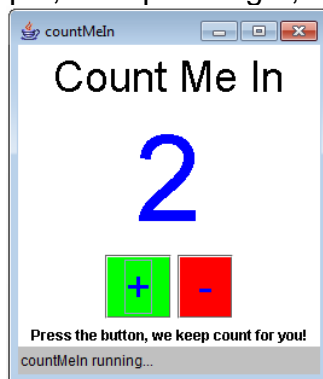 countMeIn
Count Me In
2
+ -
Press the button, we keep count for you!
countMeIn running...